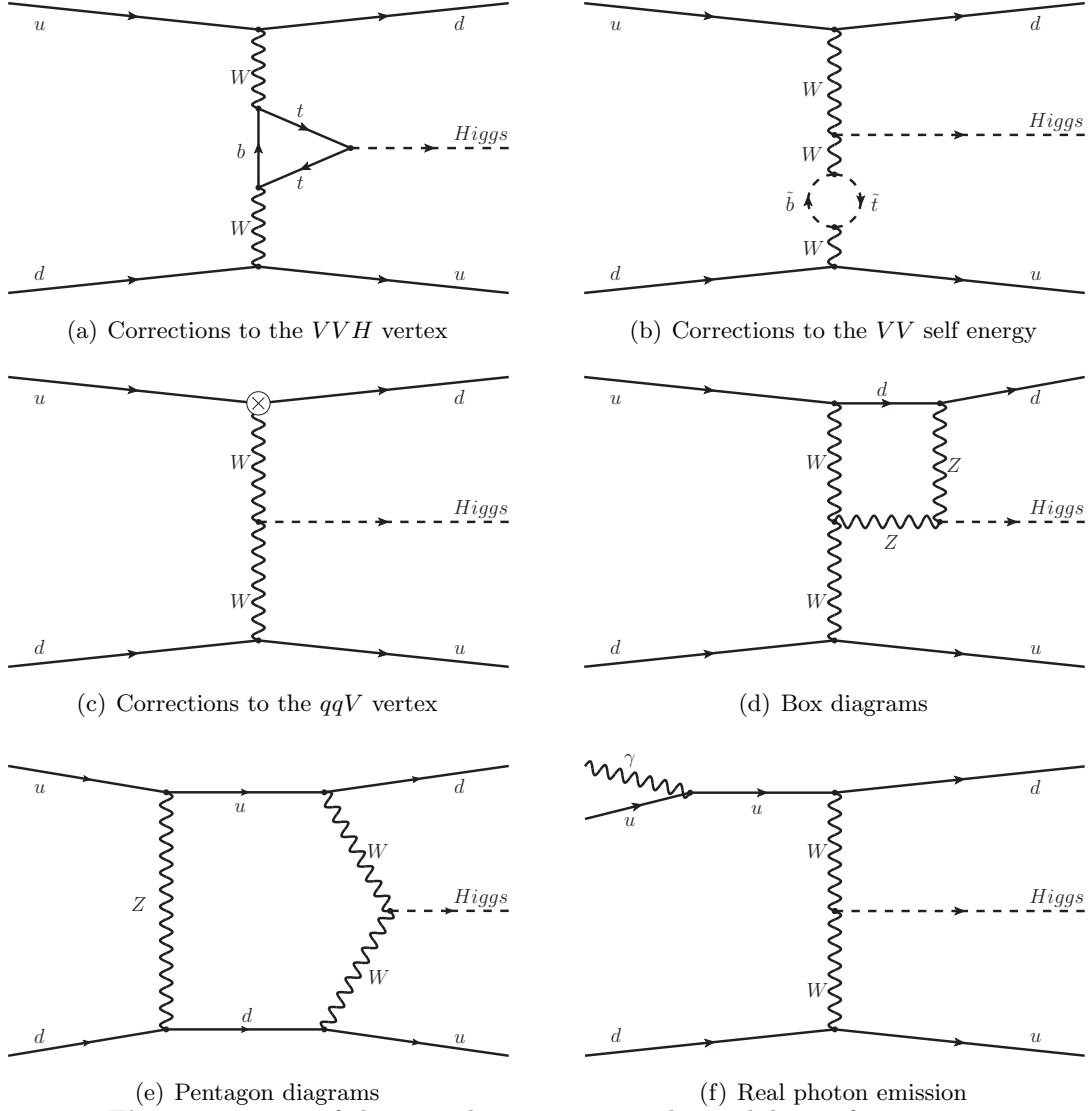 u
d
W
t
b
t
Higgs
W
d
u
(a) Corrections to the VVH vertex
u
d
W
Higgs
W
b̃
t̃
W
d
u
(b) Corrections to the VV self energy
u
d
W
Higgs
W
d
u
(c) Corrections to the qqV vertex
u
d
d
W
Z
Higgs
Z
W
d
u
(d) Box diagrams
u
u
d
W
Z
Higgs
W
d
d
u
(e) Pentagon diagrams
γ
u
u
d
W
Higgs
W
d
u
(f) Real photon emission